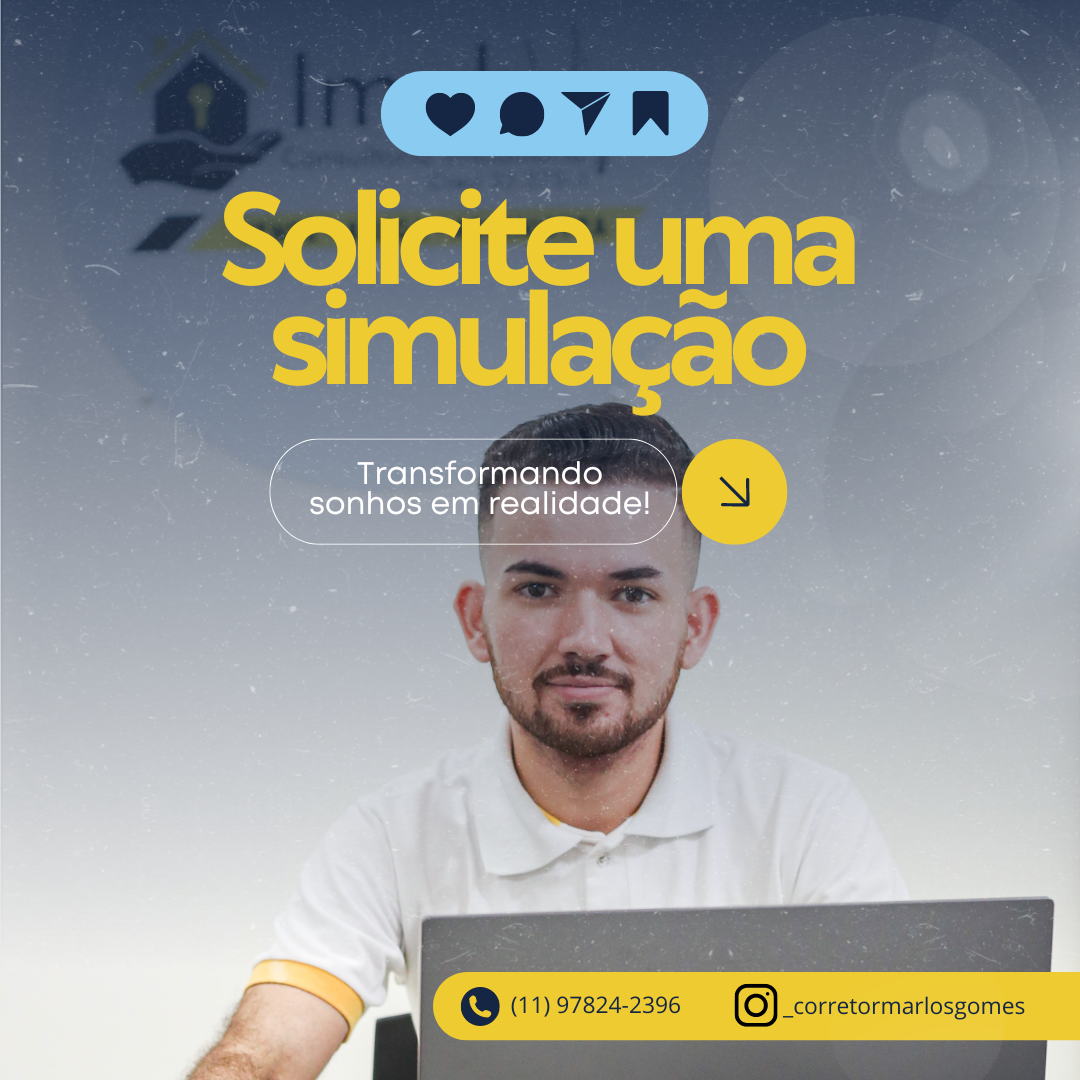 Solicite uma
simulação
Transformando
sonhos em realidade!
(11) 97824-2396
_corretormarlosgomes